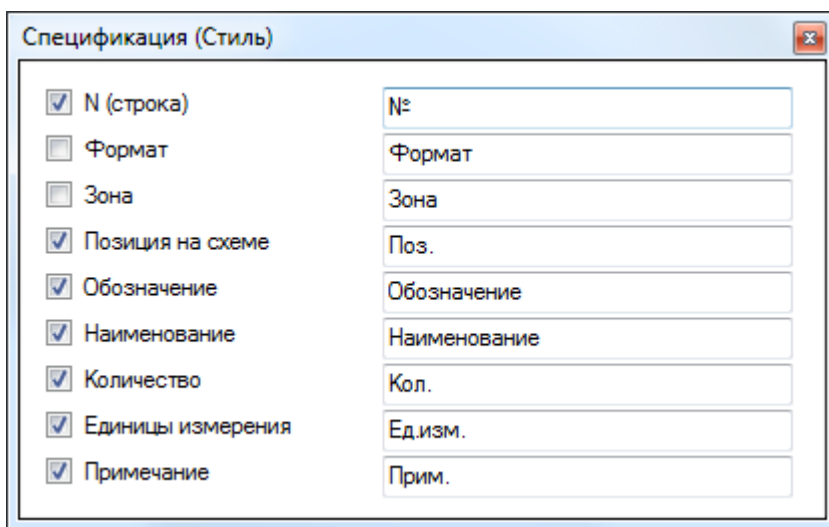 Спецификация (Стиль)
N (строка) №
Формат Формат
Зона Зона
Позиция на схеме Поз.
Обозначение Обозначение
Наименование Наименование
Количество Кол.
Единицы измерения Ед.изм.
Примечание Прим.